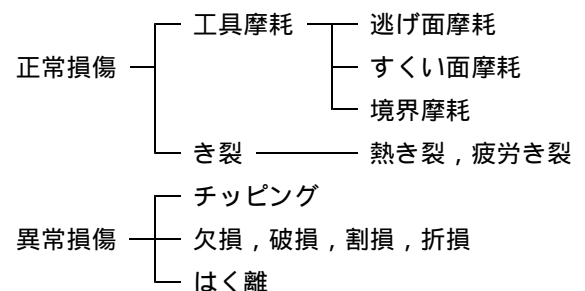 工具摩耗 逃げ面摩耗
正常損傷 すくい面摩耗
境界摩耗
き裂 熱き裂，疲労き裂
チッピング
異常損傷 欠損，破損，割損，折損
はく離